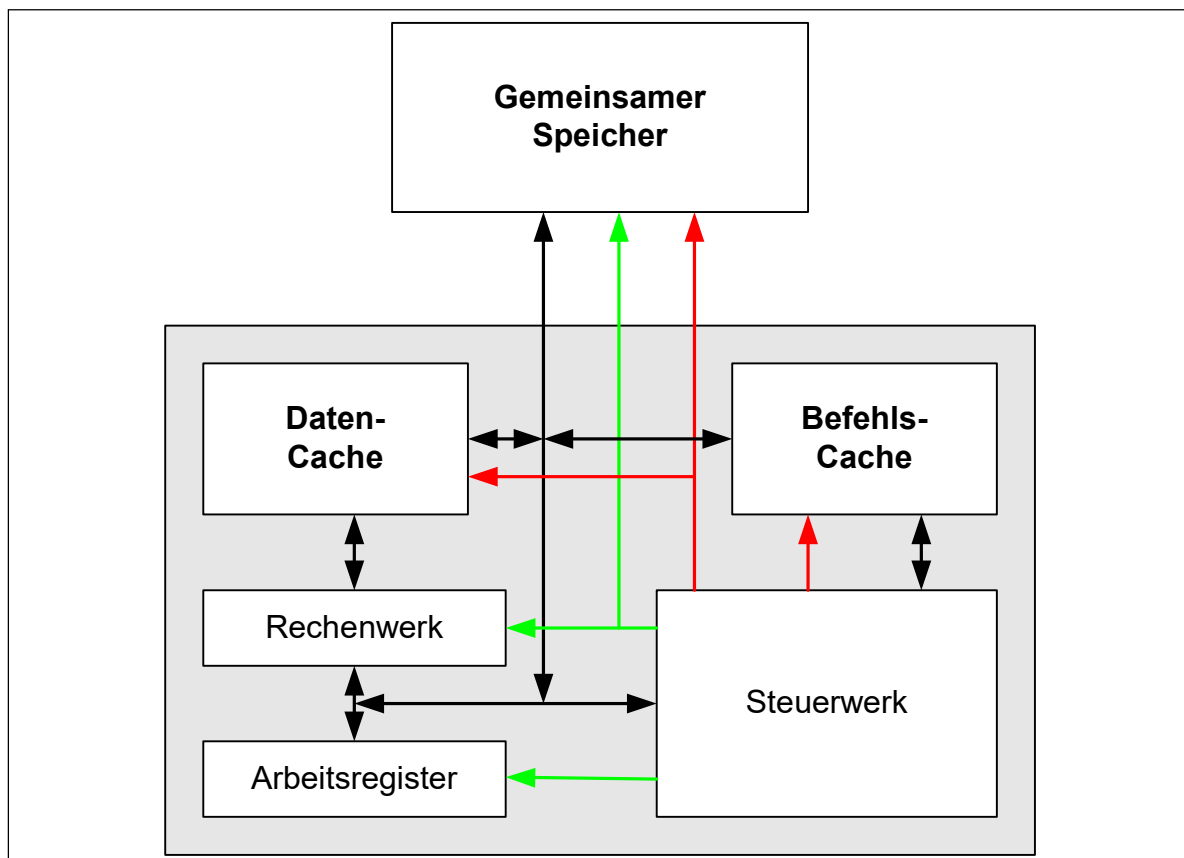 Gemeinsamer
Speicher
Daten-
Cache
Befehls-
Cache
Rechenwerk
Steuerwerk
Arbeitsregister